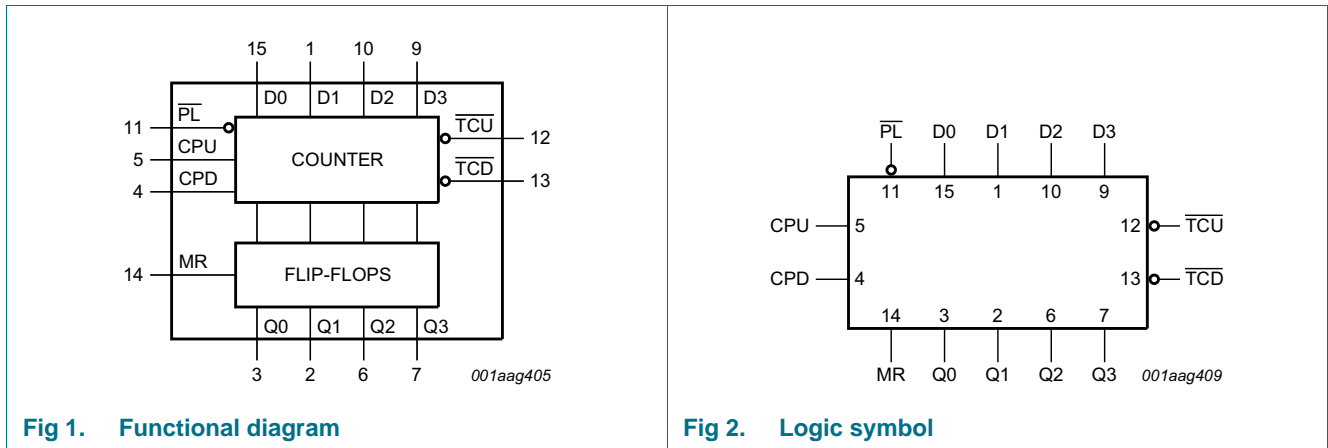 15 1 10 9
D0 D1 D2 D3
11 PL
TCU 12
5 CPU
COUNTER
4 CPD
TCD 13
14 MR
FLIP-FLOPS
Q0 Q1 Q2 Q3
3 2 6 7
001aag405
Fig 1. Functional diagram
PL D0 D1 D2 D3
11 15 1 10 9
CPU 5 12 TCU
CPD 4 13 TCD
14 3 2 6 7
MR Q0 Q1 Q2 Q3
001aag409
Fig 2. Logic symbol